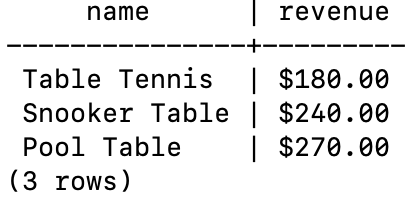 name | revenue
---------------+---------
Table Tennis | $180.00
Snooker Table | $240.00
Pool Table | $270.00
(3 rows)